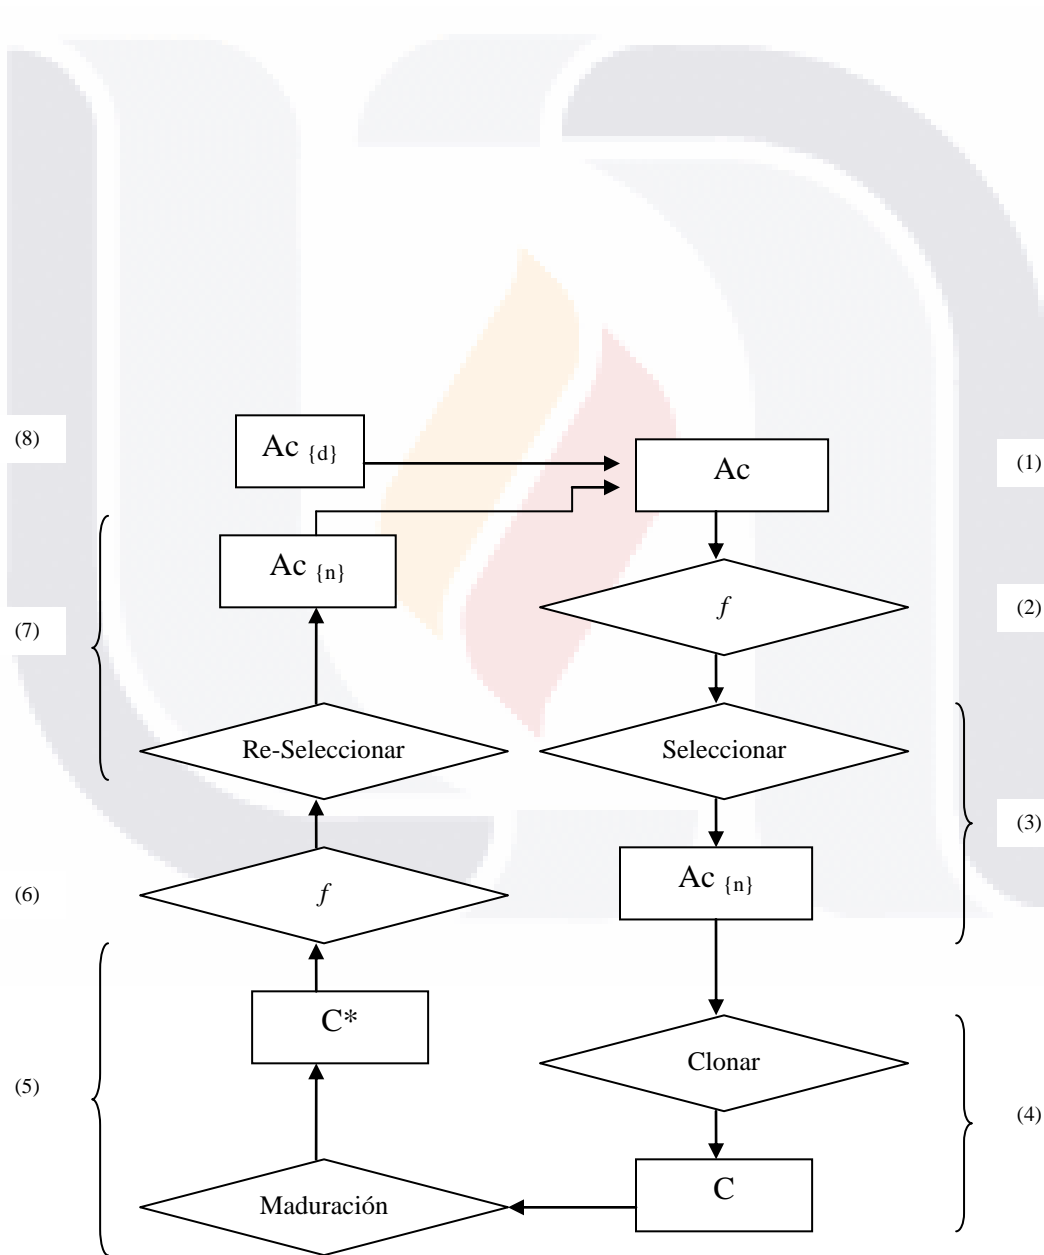 (8)
Ac {d}
Ac
(1)
Ac {n}
f
(2)
(7)
Re-Seleccionar
Seleccionar
(3)
Ac {n}
f
(6)
C*
Clonar
(5)
(4)
C
Maduración